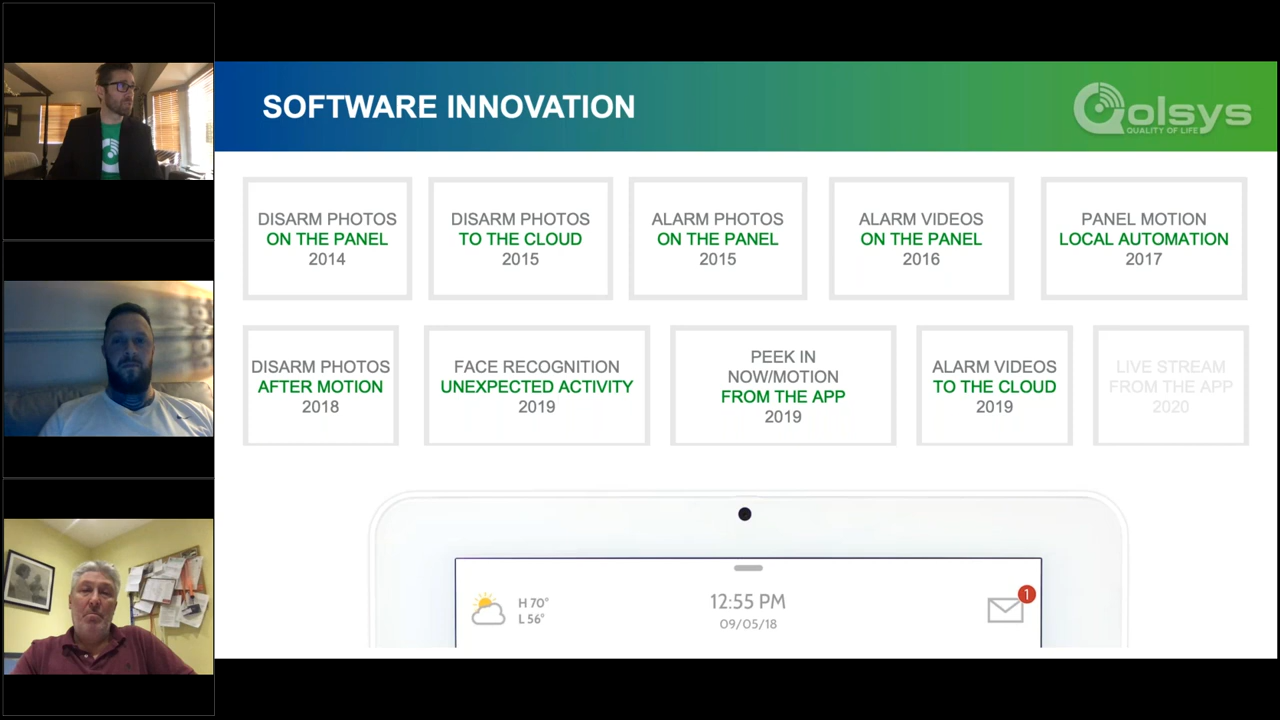 SOFTWARE INNOVATION
Qolsys
QUALITY OF LIFE
DISARM PHOTOS
ON THE PANEL
2014
DISARM PHOTOS
TO THE CLOUD
2015
ALARM PHOTOS
ON THE PANEL
2015
ALARM VIDEOS
ON THE PANEL
2016
PANEL MOTION
LOCAL AUTOMATION
2017
DISARM PHOTOS
AFTER MOTION
2018
FACE RECOGNITION
UNEXPECTED ACTIVITY
2019
PEEK IN
NOW/MOTION
FROM THE APP
2019
ALARM VIDEOS
TO THE CLOUD
2019
LIVE STREAM
FROM THE APP
2020
H 70°
L 56°
12:55 PM
09/05/18
1